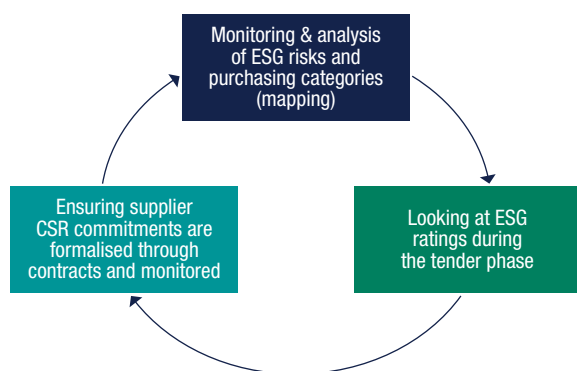 Monitoring & analysis
of ESG risks and
purchasing categories
(mapping)
Ensuring supplier
CSR commitments are
formalised through
contracts and monitored
Looking at ESG
ratings during
the tender phase